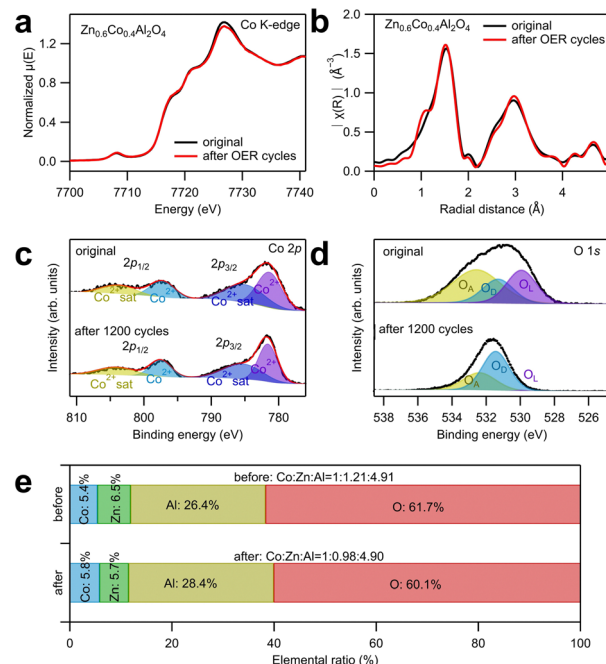 a
Zn0.6Co0.4Al2O4
Co K-edge
Normalized μ(E)
1.2
0.6
0.0
original
after OER cycles
7700
7710
7720
7730
7740
Energy (eV)
b
Zn0.6Co0.4Al2O4
original
after OER cycles
| χ(R) | (Å⁻³)
2.0
1.5
1.0
0.5
0.0
0
1
2
3
4
Radial distance (Å)
c
original
Co 2p
2p1/2
2p3/2
Co2+ sat
Co2+
Co2+ sat
Co2+
after 1200 cycles
2p1/2
2p3/2
Co2+ sat
Co2+
Co2+ sat
Co2+
Intensity (arb. units)
810
800
790
780
Binding energy (eV)
d
original
O 1s
OA
OD
OL
after 1200 cycles
OA
OD
OL
Intensity (arb. units)
538
536
534
532
530
528
526
Binding energy (eV)
e
before: Co:Zn:Al=1:1.21:4.91
before
Co: 5.4%
Zn: 6.5%
Al: 26.4%
O: 61.7%
after: Co:Zn:Al=1:0.98:4.90
after
Co: 5.8%
Zn: 5.7%
Al: 28.4%
O: 60.1%
0
20
40
60
80
100
Elemental ratio (%)